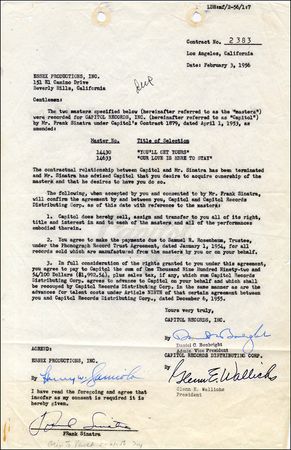 LDH:mf/2-56/1:7
Contract No. 2383
Los Angeles, California
Date: February 3, 1956
ESSEX PRODUCTIONS, INC.
151 El Camino Drive
Beverly Hills, California
Gentlemen:
The two masters specified below (hereinafter referred to as the "masters")
were recorded for CAPITOL RECORDS, INC. (hereinafter referred to as "Capitol")
by Mr. Frank Sinatra under Capitol's Contract 1879, dated April 1, 1953, as
amended:
Master No. Title of Selection
14430 "YOU'LL GET YOURS"
14633 "OUR LOVE IS HERE TO STAY"
The contractual relationship between Capitol and Mr. Sinatra has been terminated
and Mr. Sinatra has advised Capitol that you desire to acquire ownership of the
masters and that he desires to have you do so.
The following, when accepted by you and consented to by Mr. Frank Sinatra,
will confirm the agreement by and between you, and Capitol and Capitol Records
Distributing Corp., as of this date with reference to the masters:
1. Capitol does hereby sell, assign and transfer to you all of its right,
title and interest in and to each of the masters and all of the performances
embodied therein.
2. You agree to make the payments due to Samuel R. Rosenbaum, Trustee,
under the Phonograph Record Trust Agreement, dated January 1, 1954, for all
records sold which are manufactured from the masters by you or on your behalf.
3. In full consideration of the rights granted to you under this agreement,
you agree to pay to Capitol the sum of One Thousand Nine Hundred Ninety-two and
54/100 Dollars ($1,992.54), plus sales tax, if any, which sum Capitol Records
Distributing Corp. agrees to advance to Capitol on your behalf and which shall
be recouped by Capitol Records Distributing Corp. in the same manner as are the
advances for talent costs under Article NINTH of that certain agreement between
you and Capitol Records Distributing Corp., dated December 6, 1955.
Yours very truly,
CAPITOL RECORDS, INC.
By
Daniel C. Bonbright
Admin Vice President
AGREED:
ESSEX PRODUCTIONS, INC.
CAPITOL RECORDS DISTRIBUTING CORP.
By
By Glenn E. Wallichs
Glenn E. Wallichs
President
I have read the foregoing and agree that
insofar as my consent is required it is
hereby given.
Frank Sinatra
Frank Sinatra